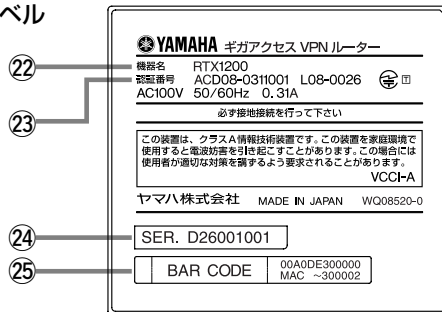 ベル
YAMAHA ギガアクセス VPN ルーター
22 機器名 RTX1200
23 認証番号 ACD08-0311001 L08-0026
AC100V 50/60Hz 0.31A
必ず接地接続を行って下さい
この装置は、クラスA情報技術装置です。この装置を家庭環境で
使用すると電波妨害を引き起こすことがあります。この場合には
使用者が適切な対策を講ずるよう要求されることがあります。
VCCI-A
ヤマハ株式会社 MADE IN JAPAN WQ08520-0
24 SER. D26001001
25 BAR CODE 00A0DE300000
MAC ~300002